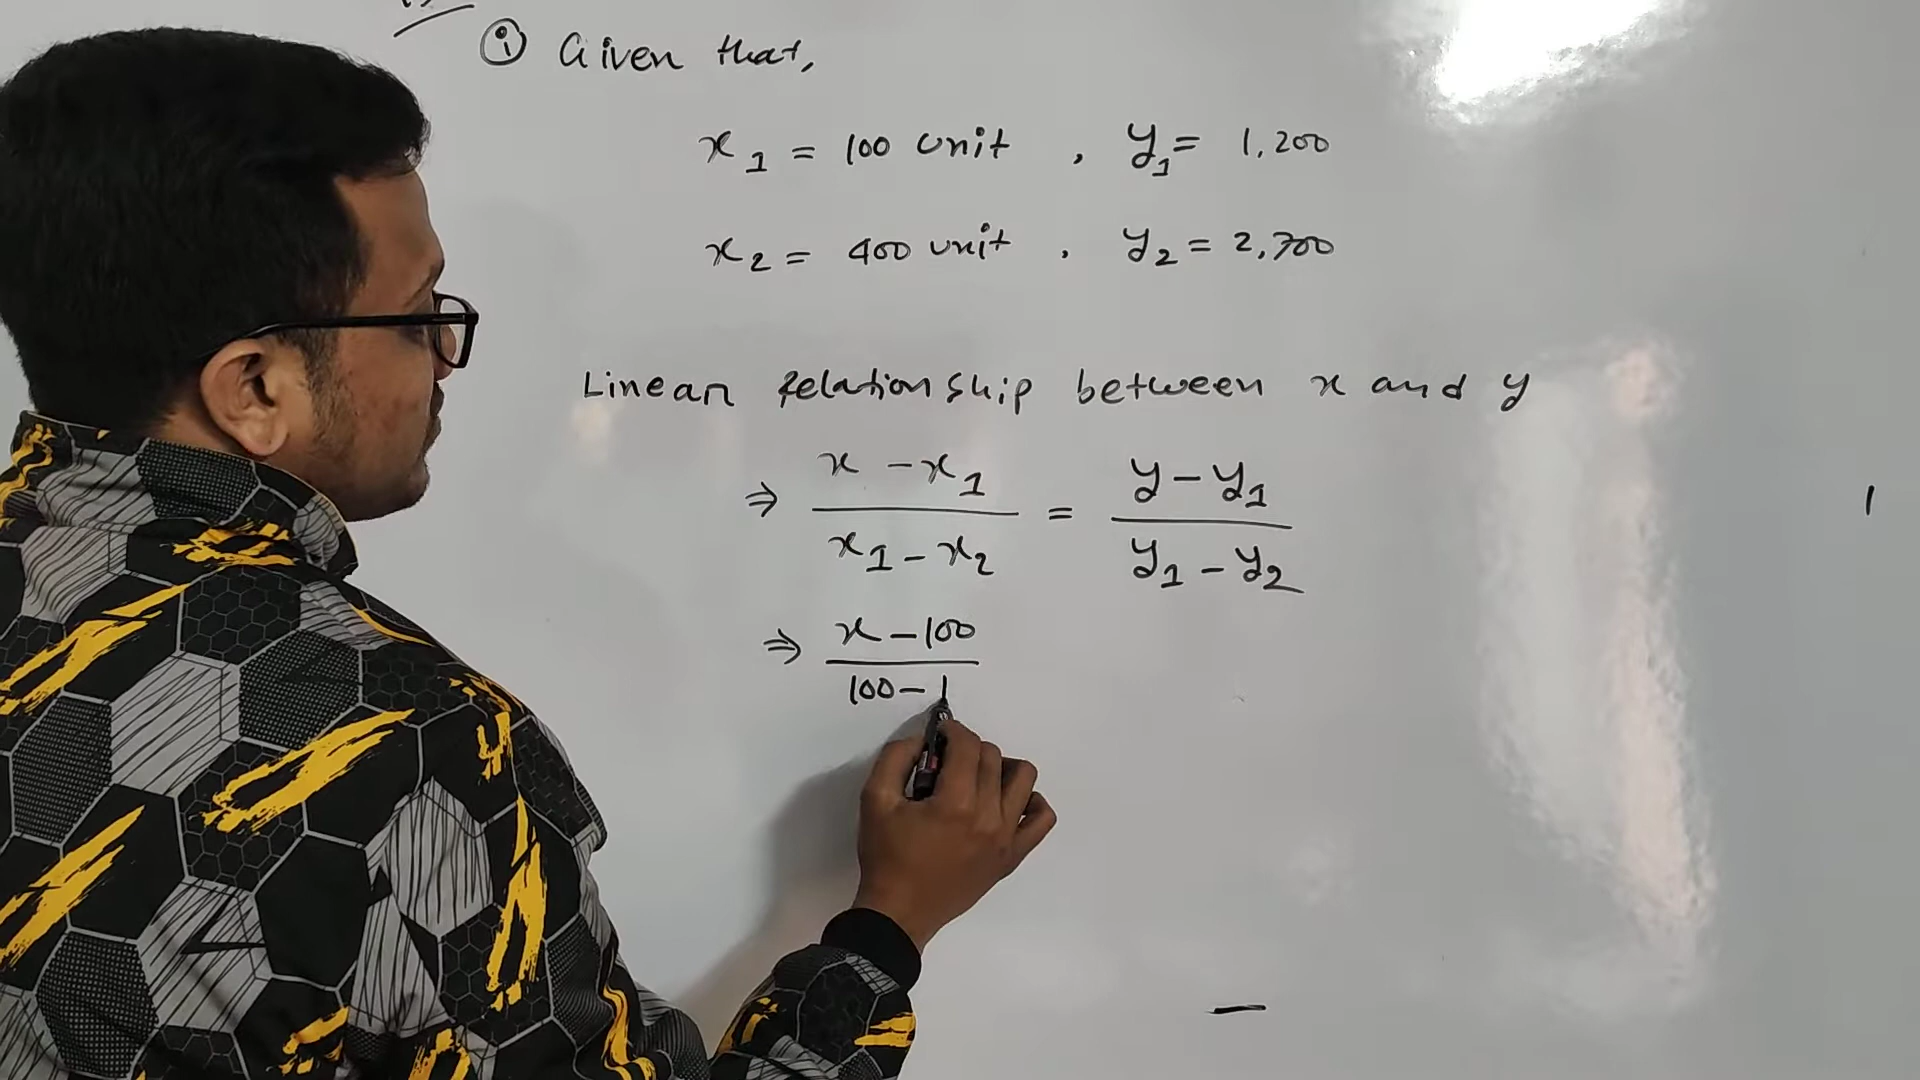 (i) Given that,
x₁ = 100 unit , y₁ = 1,200
x₂ = 400 unit , y₂ = 2,700
Linear Relationship between x and y
⇒ (x - x₁)/(x₁ - x₂) = (y - y₁)/(y₁ - y₂)
⇒ (x - 100)/(100 - 1